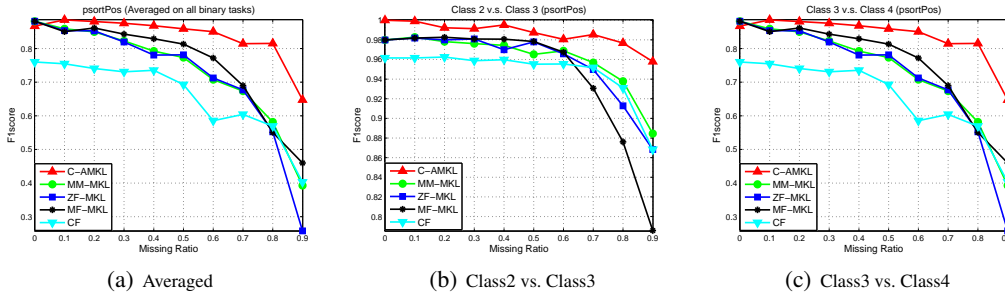 psortPos (Averaged on all binary tasks)
F1score
0.8
0.7
0.6
0.5
0.4
0.3
C-AMKL
MM-MKL
ZF-MKL
MF-MKL
CF
0 0.1 0.2 0.3 0.4 0.5 0.6 0.7 0.8 0.9
Missing Ratio
(a) Averaged
Class 2 v.s. Class 3 (psortPos)
F1score
1
0.98
0.96
0.94
0.92
0.9
0.88
0.86
0.84
0.82
0.8
C-AMKL
MM-MKL
ZF-MKL
MF-MKL
CF
0 0.1 0.2 0.3 0.4 0.5 0.6 0.7 0.8 0.9
Missing Ratio
(b) Class2 vs. Class3
Class 3 v.s. Class 4 (psortPos)
F1score
0.8
0.7
0.6
0.5
0.4
0.3
C-AMKL
MM-MKL
ZF-MKL
MF-MKL
CF
0 0.1 0.2 0.3 0.4 0.5 0.6 0.7 0.8 0.9
Missing Ratio
(c) Class3 vs. Class4